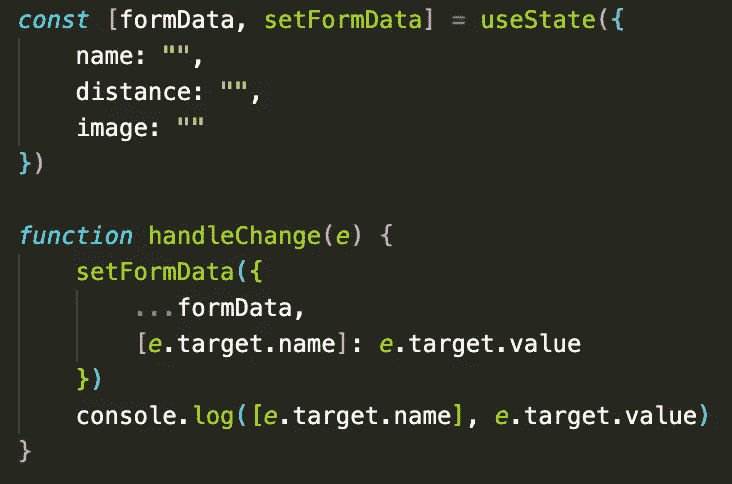 const [formData, setFormData] = useState({
    name: "",
    distance: "",
    image: ""
})

function handleChange(e) {
    setFormData({
        ...formData,
        [e.target.name]: e.target.value
    })
    console.log([e.target.name], e.target.value)
}